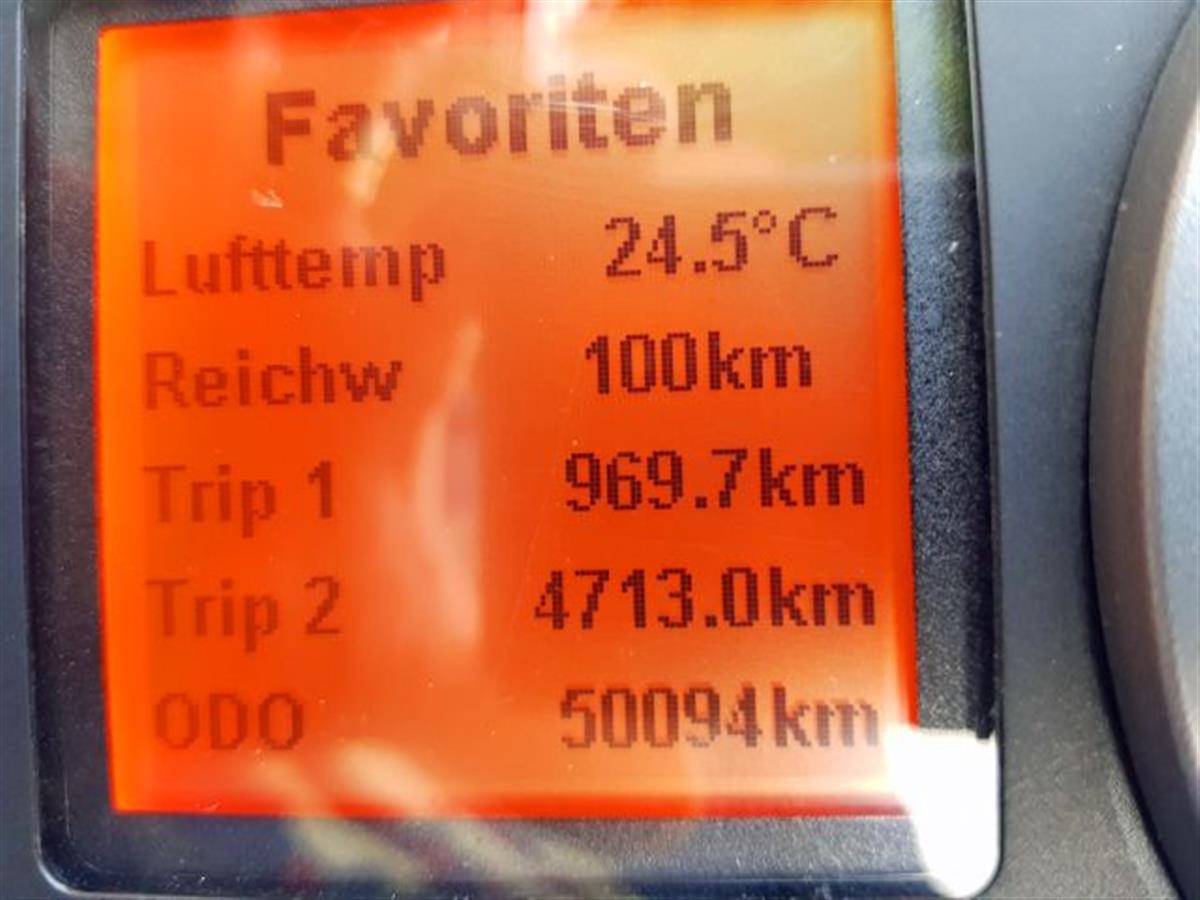 Favoriten
Lufttemp 24.5°C
Reichw 100km
Trip 1 969.7km
Trip 2 4713.0km
ODO 50094km